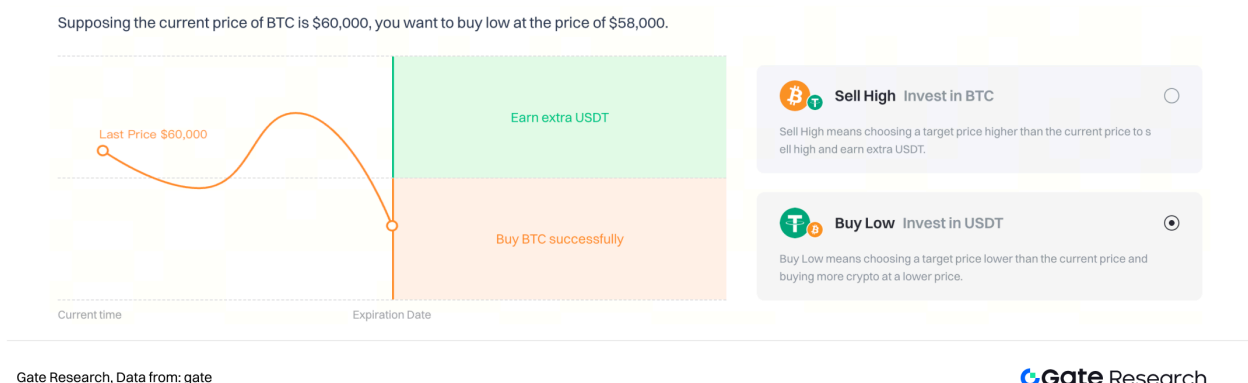 Supposing the current price of BTC is $60,000, you want to buy low at the price of $58,000.
Last Price $60,000
Earn extra USDT
Buy BTC successfully
Current time
Expiration Date
Sell High Invest in BTC
Sell High means choosing a target price higher than the current price to s
ell high and earn extra USDT.
Buy Low Invest in USDT
Buy Low means choosing a target price lower than the current price and
buying more crypto at a lower price.
Gate Research, Data from: gate
Gate Research